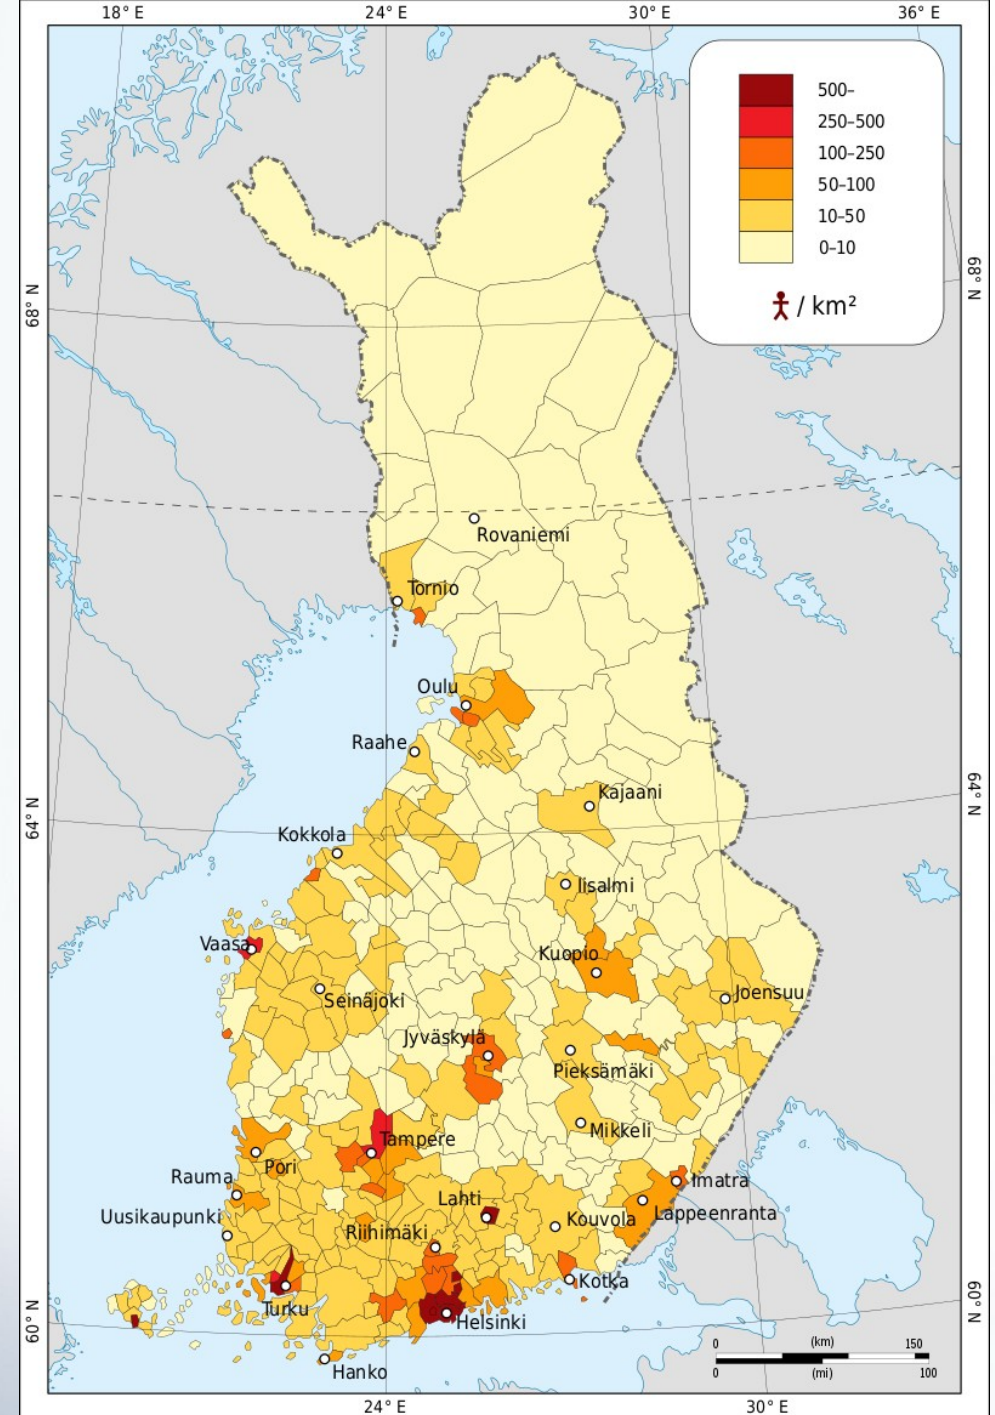 18° E
24° E
30° E
36° E
500–
250–500
100–250
50–100
10–50
0–10
/ km²
68° N
68° N
Rovaniemi
Tornio
Oulu
Raahe
Kajaani
64° N
64° N
Kokkola
Iisalmi
Vaasa
Kuopio
Seinäjoki
Joensuu
Jyväskylä
Pieksämäki
Mikkeli
Tampere
Pori
Rauma
Imatra
Lahti
Uusikaupunki
Lappeenranta
Kouvola
Riihimäki
Kotka
Turku
Helsinki
60° N
60° N
0 (km) 150
0 (mi) 100
Hanko
24° E
30° E